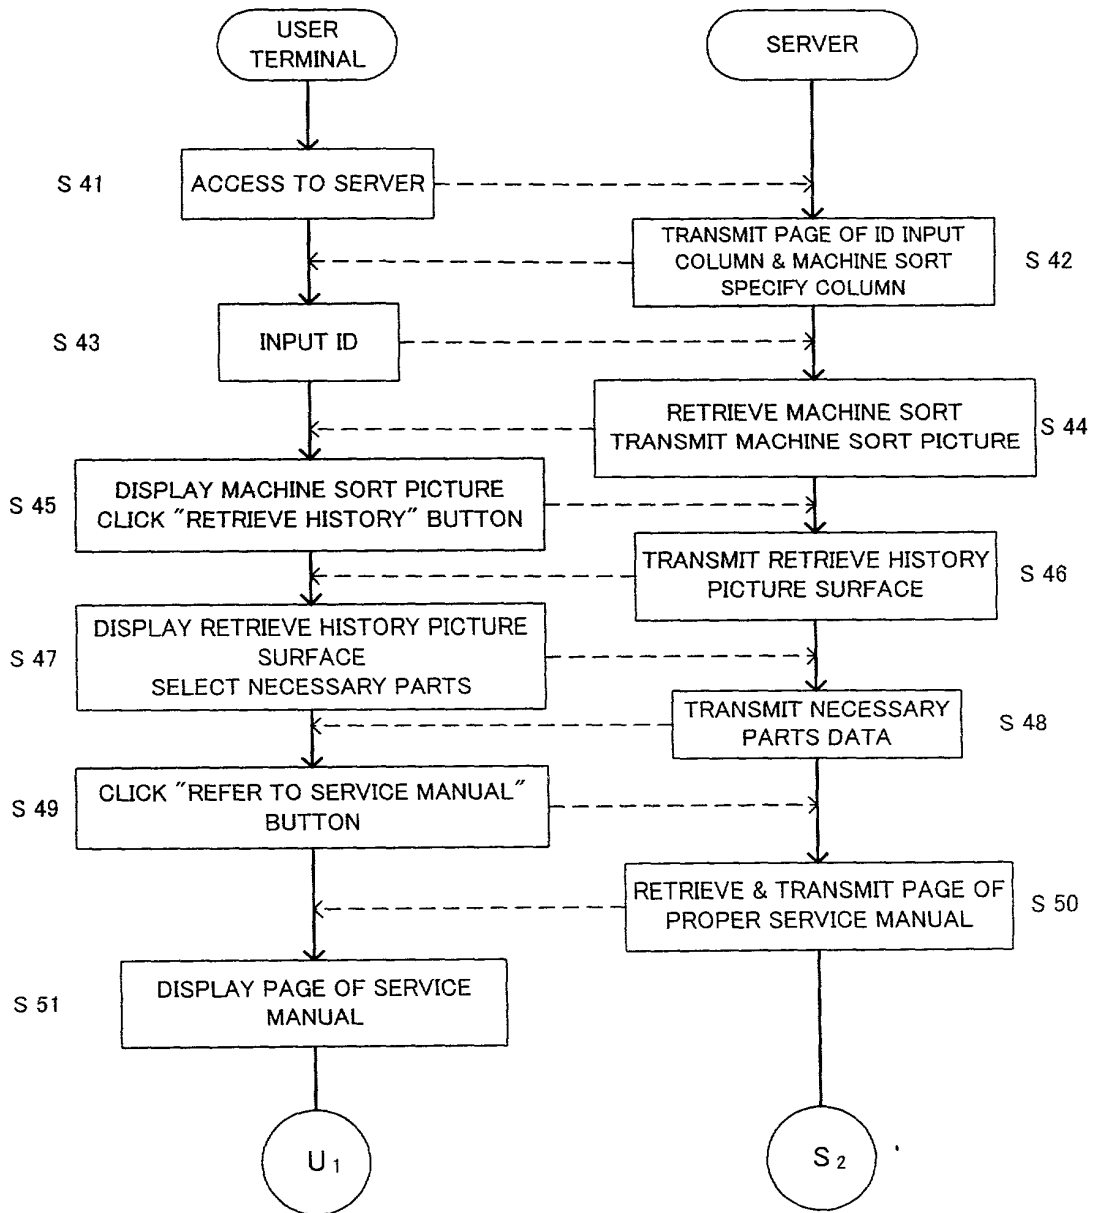 USER
TERMINAL
SERVER
S 41
ACCESS TO SERVER
TRANSMIT PAGE OF ID INPUT
COLUMN & MACHINE SORT
SPECIFY COLUMN
S 42
S 43
INPUT ID
RETRIEVE MACHINE SORT
TRANSMIT MACHINE SORT PICTURE
S 44
S 45
DISPLAY MACHINE SORT PICTURE
CLICK "RETRIEVE HISTORY" BUTTON
TRANSMIT RETRIEVE HISTORY
PICTURE SURFACE
S 46
S 47
DISPLAY RETRIEVE HISTORY PICTURE
SURFACE
SELECT NECESSARY PARTS
TRANSMIT NECESSARY
PARTS DATA
S 48
S 49
CLICK "REFER TO SERVICE MANUAL"
BUTTON
RETRIEVE & TRANSMIT PAGE OF
PROPER SERVICE MANUAL
S 50
S 51
DISPLAY PAGE OF SERVICE
MANUAL
U 1
S 2